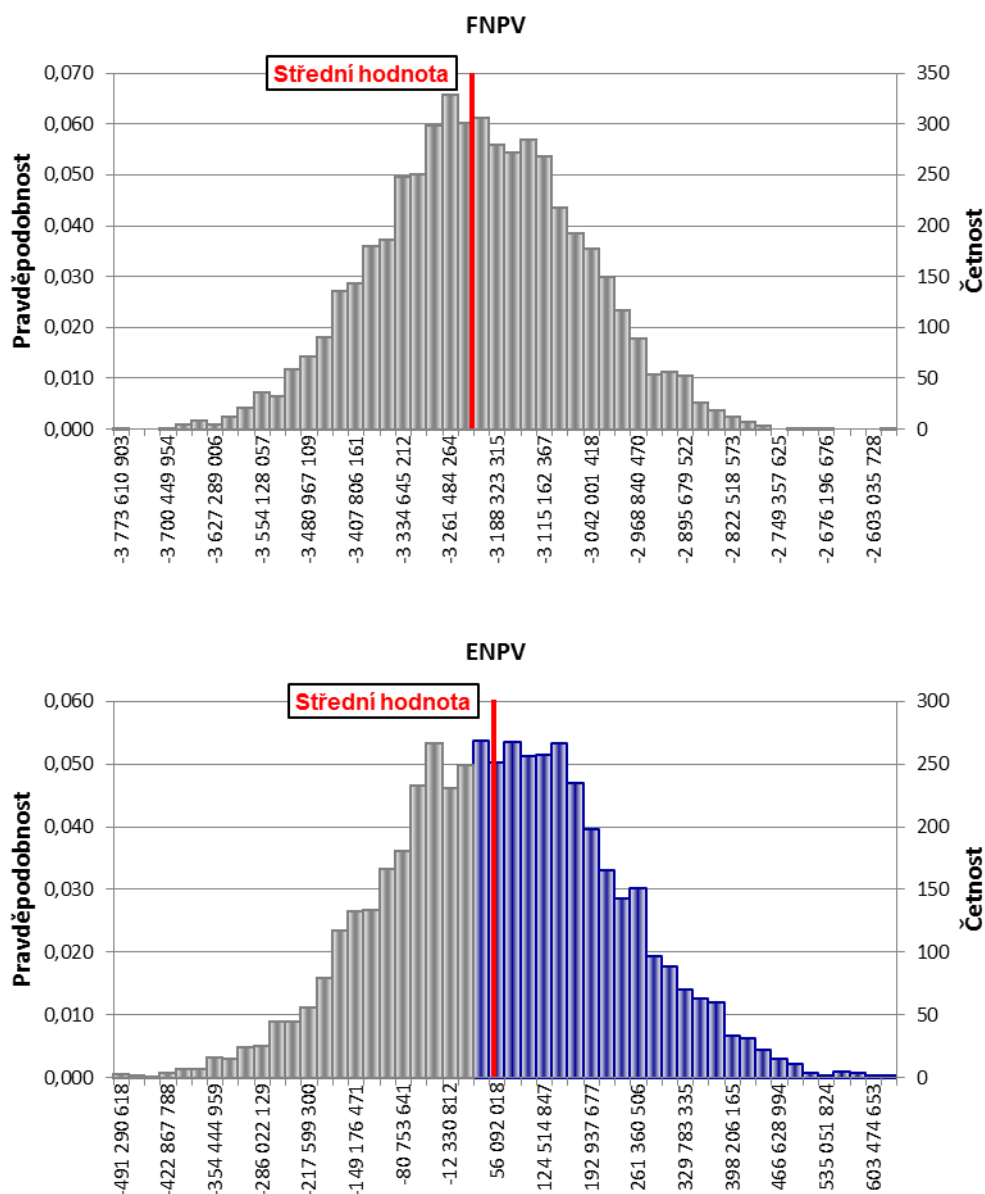 FNPV
Střední hodnota
0,070
0,060
0,050
0,040
0,030
0,020
0,010
0,000
350
300
250
200
150
100
50
0
Pravděpodobnost
Četnost
-3 773 610 903
-3 700 449 954
-3 627 289 006
-3 554 128 057
-3 480 967 109
-3 407 806 161
-3 334 645 212
-3 261 484 264
-3 188 323 315
-3 115 162 367
-3 042 001 418
-2 968 840 470
-2 895 679 522
-2 822 518 573
-2 749 357 625
-2 676 196 676
-2 603 035 728
ENPV
Střední hodnota
0,060
0,050
0,040
0,030
0,020
0,010
0,000
300
250
200
150
100
50
0
Pravděpodobnost
Četnost
-491 290 618
-422 867 788
-354 444 959
-286 022 129
-217 599 300
-149 176 471
-80 753 641
-12 330 812
56 092 018
124 514 847
192 937 677
261 360 506
329 783 335
398 206 165
466 628 994
535 051 824
603 474 653